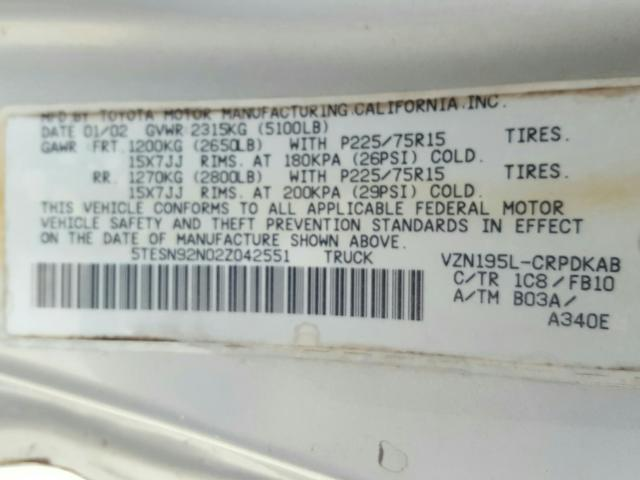 MFD BY TOYOTA MOTOR MANUFACTURING.CALIFORNIA.INC.
DATE 01/02 GVWR 2315KG (5100LB)
GAWR FRT. 1200KG (2650LB) WITH P225/75R15 TIRES.
15X7JJ RIMS. AT 180KPA (26PSI) COLD.
RR. 1270KG (2800LB) WITH P225/75R15 TIRES.
15X7JJ RIMS. AT 200KPA (29PSI) COLD.
THIS VEHICLE CONFORMS TO ALL APPLICABLE FEDERAL MOTOR
VEHICLE SAFETY AND THEFT PREVENTION STANDARDS IN EFFECT
ON THE DATE OF MANUFACTURE SHOWN ABOVE.
5TESN92N02Z042551 TRUCK VZN195L-CRPDKAB
C/TR 1C8/FB10
A/TM B03A/
A340E